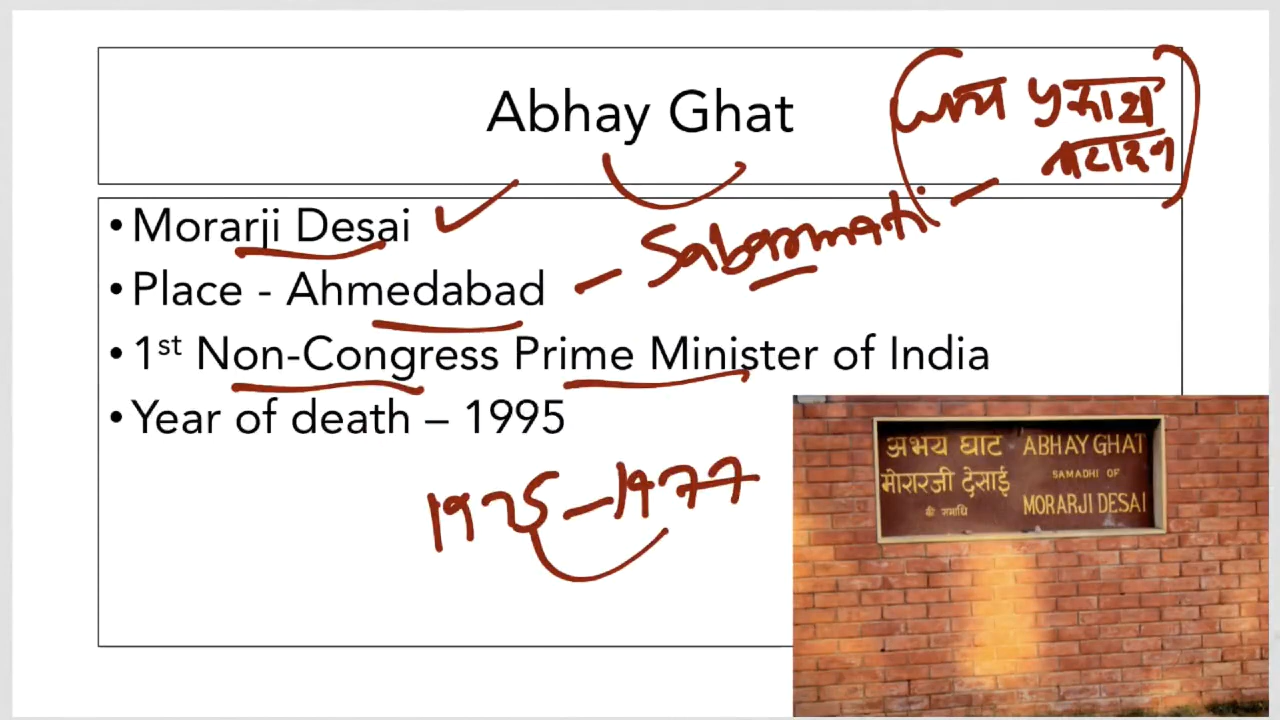 Abhay Ghat
• Morarji Desai
• Place - Ahmedabad - Sabarmati -
• 1st Non-Congress Prime Minister of India
• Year of death – 1995
1975-1977
अभय घाट
मोरारजी देसाई
की समाधि
ABHAY GHAT
SAMADHI OF
MORARJI DESAI